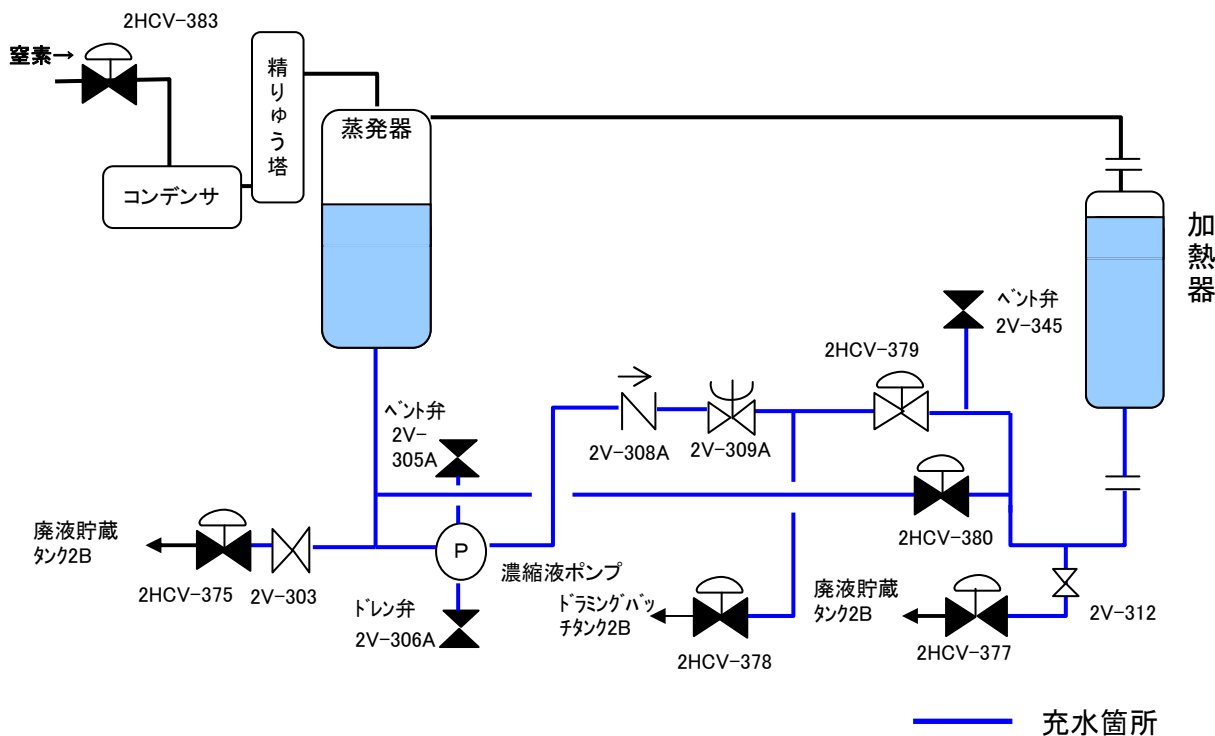 2HCV-383
窒素→
精りゅう塔
蒸発器
コンデンサ
加熱器
ベント弁
2V-345
2HCV-379
ベント弁
2V-
305A
2V-308A
2V-309A
2HCV-380
廃液貯蔵
タンク2B
P
濃縮液ポンプ
2HCV-375
2V-303
ドレン弁
2V-306A
ドラミングバッ
チタンク2B
2HCV-378
廃液貯蔵
タンク2B
2V-312
2HCV-377
充水箇所